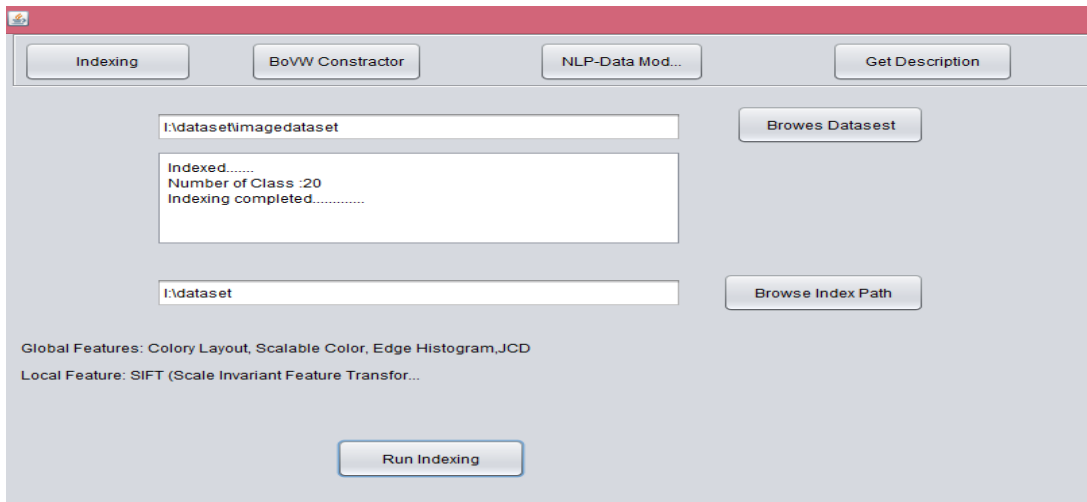 Indexing BoVW Constractor NLP-Data Mod... Get Description
I:\dataset\imagedataset Browes Datasest
Indexed.......
Number of Class :20
Indexing completed.............
I:\dataset Browse Index Path
Global Features: Colory Layout, Scalable Color, Edge Histogram,JCD
Local Feature: SIFT (Scale Invariant Feature Transfor...
Run Indexing